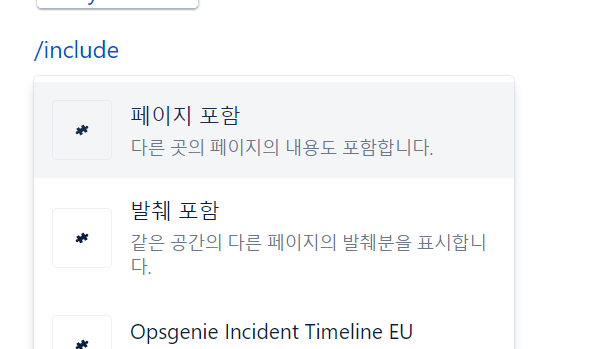 /include
페이지 포함
다른 곳의 페이지의 내용도 포함합니다.
발췌 포함
같은 공간의 다른 페이지의 발췌분을 표시합니
다.
Opsgenie Incident Timeline EU